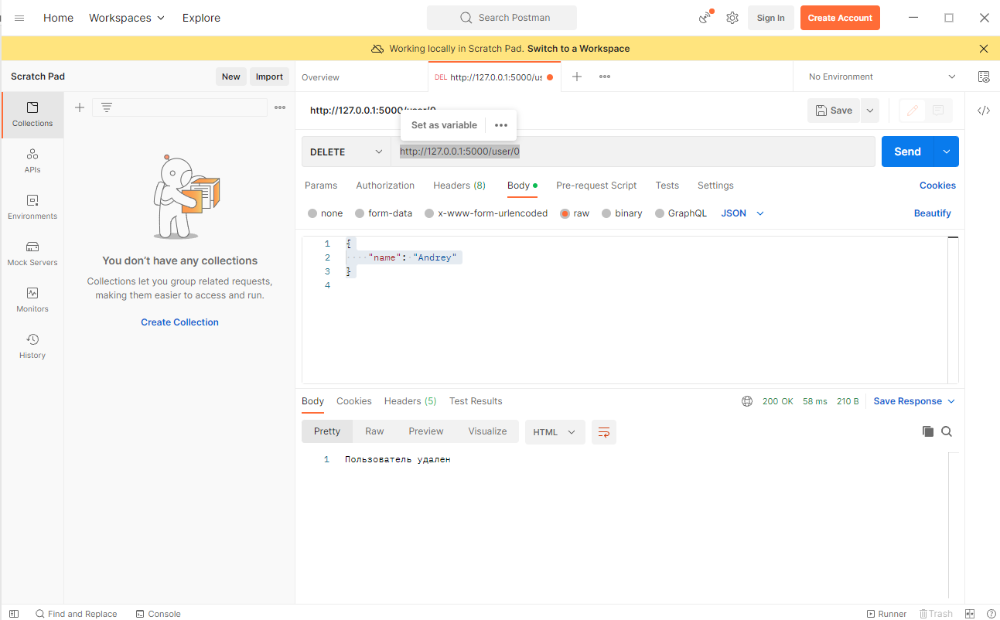 Home Workspaces Explore Search Postman Sign In Create Account
Working locally in Scratch Pad. Switch to a Workspace
Scratch Pad New Import Overview DEL http://127.0.0.1:5000/us No Environment
http://127.0.0.1:5000/user/0 Save
Set as variable
DELETE http://127.0.0.1:5000/user/0 Send
Params Authorization Headers (8) Body Pre-request Script Tests Settings Cookies
none form-data x-www-form-urlencoded raw binary GraphQL JSON Beautify
1 {
2 "name": "Andrey"
3 }
4
Collections
APIs
Environments
Mock Servers
Monitors
History
You don't have any collections
Collections let you group related requests,
making them easier to access and run.
Create Collection
Body Cookies Headers (5) Test Results 200 OK 58 ms 210 B Save Response
Pretty Raw Preview Visualize HTML
1 Пользователь удален
Find and Replace Console Runner Trash